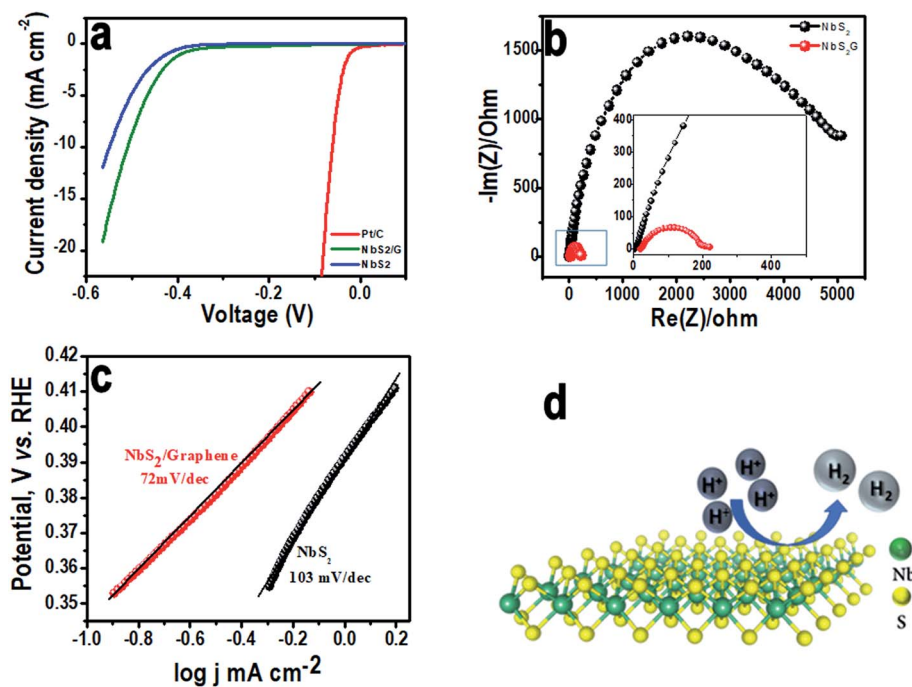 a
Current density (mA cm-2)
0
-5
-10
-15
-20
Pt/C
NbS2/G
NbS2
-0.6
-0.4
-0.2
0.0
Voltage (V)
b
-Im(Z)/Ohm
1500
1000
500
0
NbS2
NbS2G
400
300
200
100
0
0
200
400
0
1000
2000
3000
4000
5000
Re(Z)/ohm
c
Potential, V vs. RHE
0.42
0.41
0.40
0.39
0.38
0.37
0.36
0.35
NbS2/Graphene
72mV/dec
NbS2
103 mV/dec
-1.0
-0.8
-0.6
-0.4
-0.2
0.0
0.2
log j mA cm-2
d
H+
H+
H+
H+
H2
H2
Nb
S